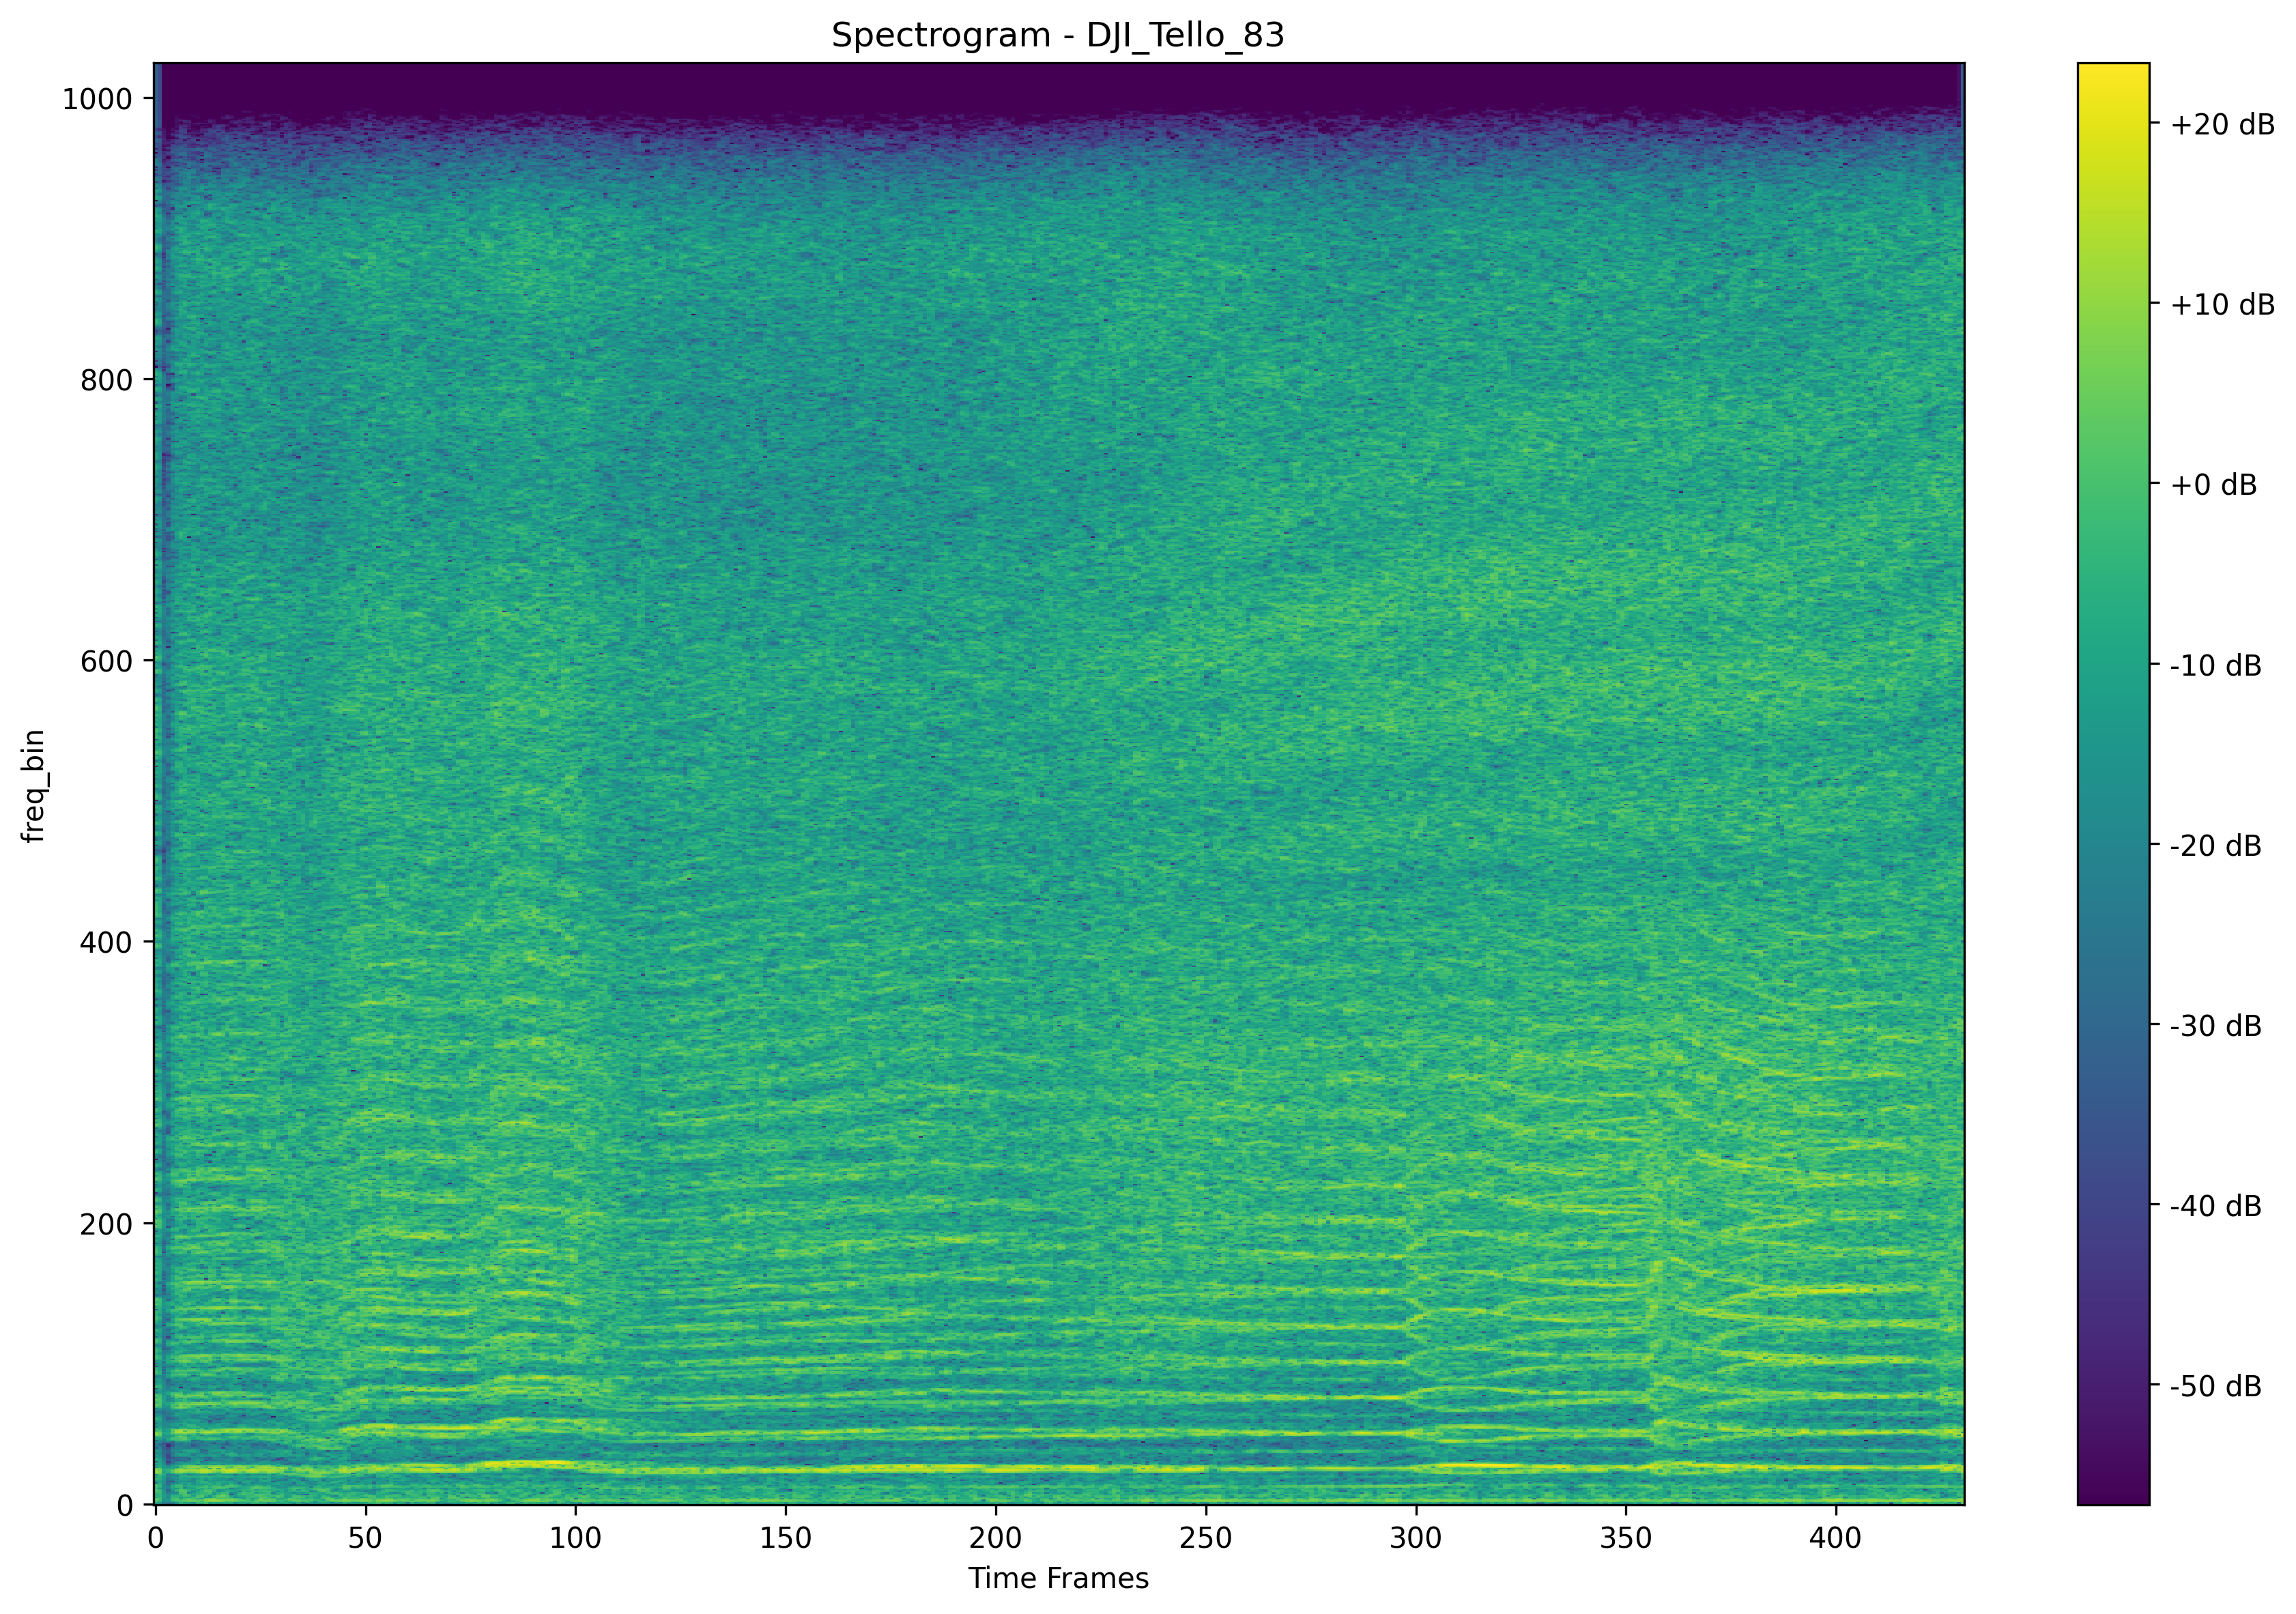 Spectrogram - DJI_Tello_83
1000
800
600
400
200
0
freq_bin
0 50 100 150 200 250 300 350 400
Time Frames
+20 dB
+10 dB
+0 dB
-10 dB
-20 dB
-30 dB
-40 dB
-50 dB